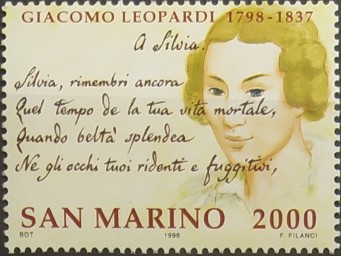 GIACOMO LEOPARDI 1798-1837
A Silvia.
Silvia, rimembri ancora
Quel tempo de la tua vita mortale,
Quando beltà splendea
Ne gli occhi tuoi ridenti e fuggitivi,
SAN MARINO 2000
BDT 1998 F. FILANCI